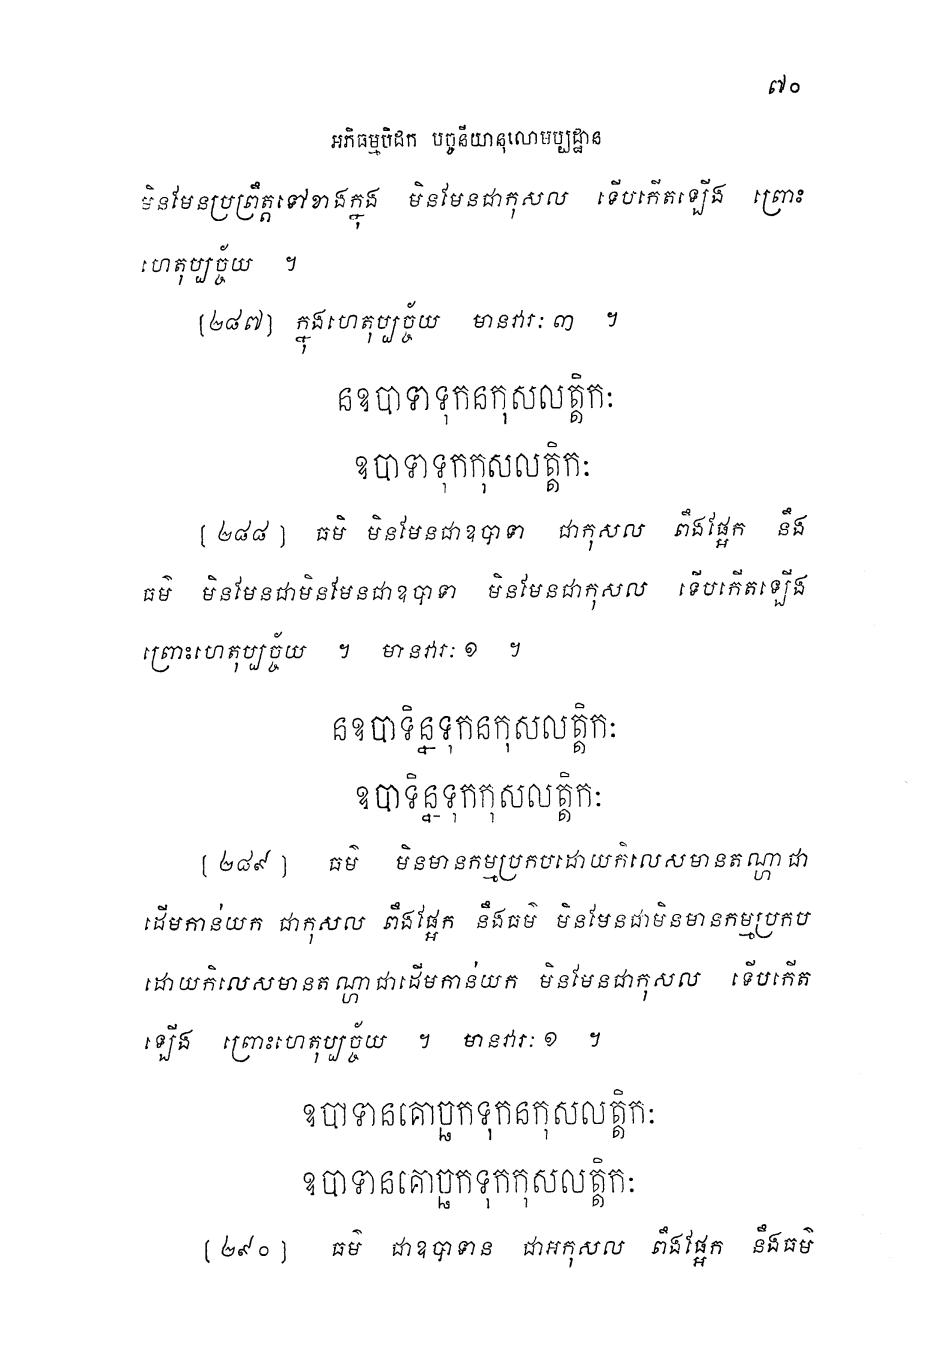 ៧០
អភិធម្មបិដក បច្ចនីយានុលោមប្បដ្ឋាន
មិនមែនប្រព្រឹត្តទៅខាងក្នុង មិនមែនជាកុសល ទើបកើតឡើង ព្រោះ
ហេតុប្បច្ច័យ ។
[២៨៧] ក្នុងហេតុប្បច្ច័យ មានវារៈ ៣ ។
នឧបាទាទុកនកុសលត្តិកៈ
ឧបាទាទុកកុសលត្តិកៈ
[២៨៨] ធម៌ មិនមែនជាឧបាទា ជាកុសល ពឹងផ្អែក នឹង
ធម៌ មិនមែនជាមិនមែនជាឧបាទា មិនមែនជាកុសល ទើបកើតឡើង
ព្រោះហេតុប្បច្ច័យ ។ មានវារៈ ១ ។
នឧបាទិន្នទុកនកុសលត្តិកៈ
ឧបាទិន្នទុកកុសលត្តិកៈ
[២៨៩] ធម៌ មិនមានកម្មប្រកបដោយកិលេសមានតណ្ហាជា
ដើមកាន់យក ជាកុសល ពឹងផ្អែក នឹងធម៌ មិនមែនជាមិនមានកម្មប្រកប
ដោយកិលេសមានតណ្ហាជាដើមកាន់យក មិនមែនជាកុសល ទើបកើត
ឡើង ព្រោះហេតុប្បច្ច័យ ។ មានវារៈ ១ ។
ឧបាទានគោច្ឆកទុកនកុសលត្តិកៈ
ឧបាទានគោច្ឆកទុកកុសលត្តិកៈ
[២៩០] ធម៌ ជាឧបាទាន ជាអកុសល ពឹងផ្អែក នឹងធម៌